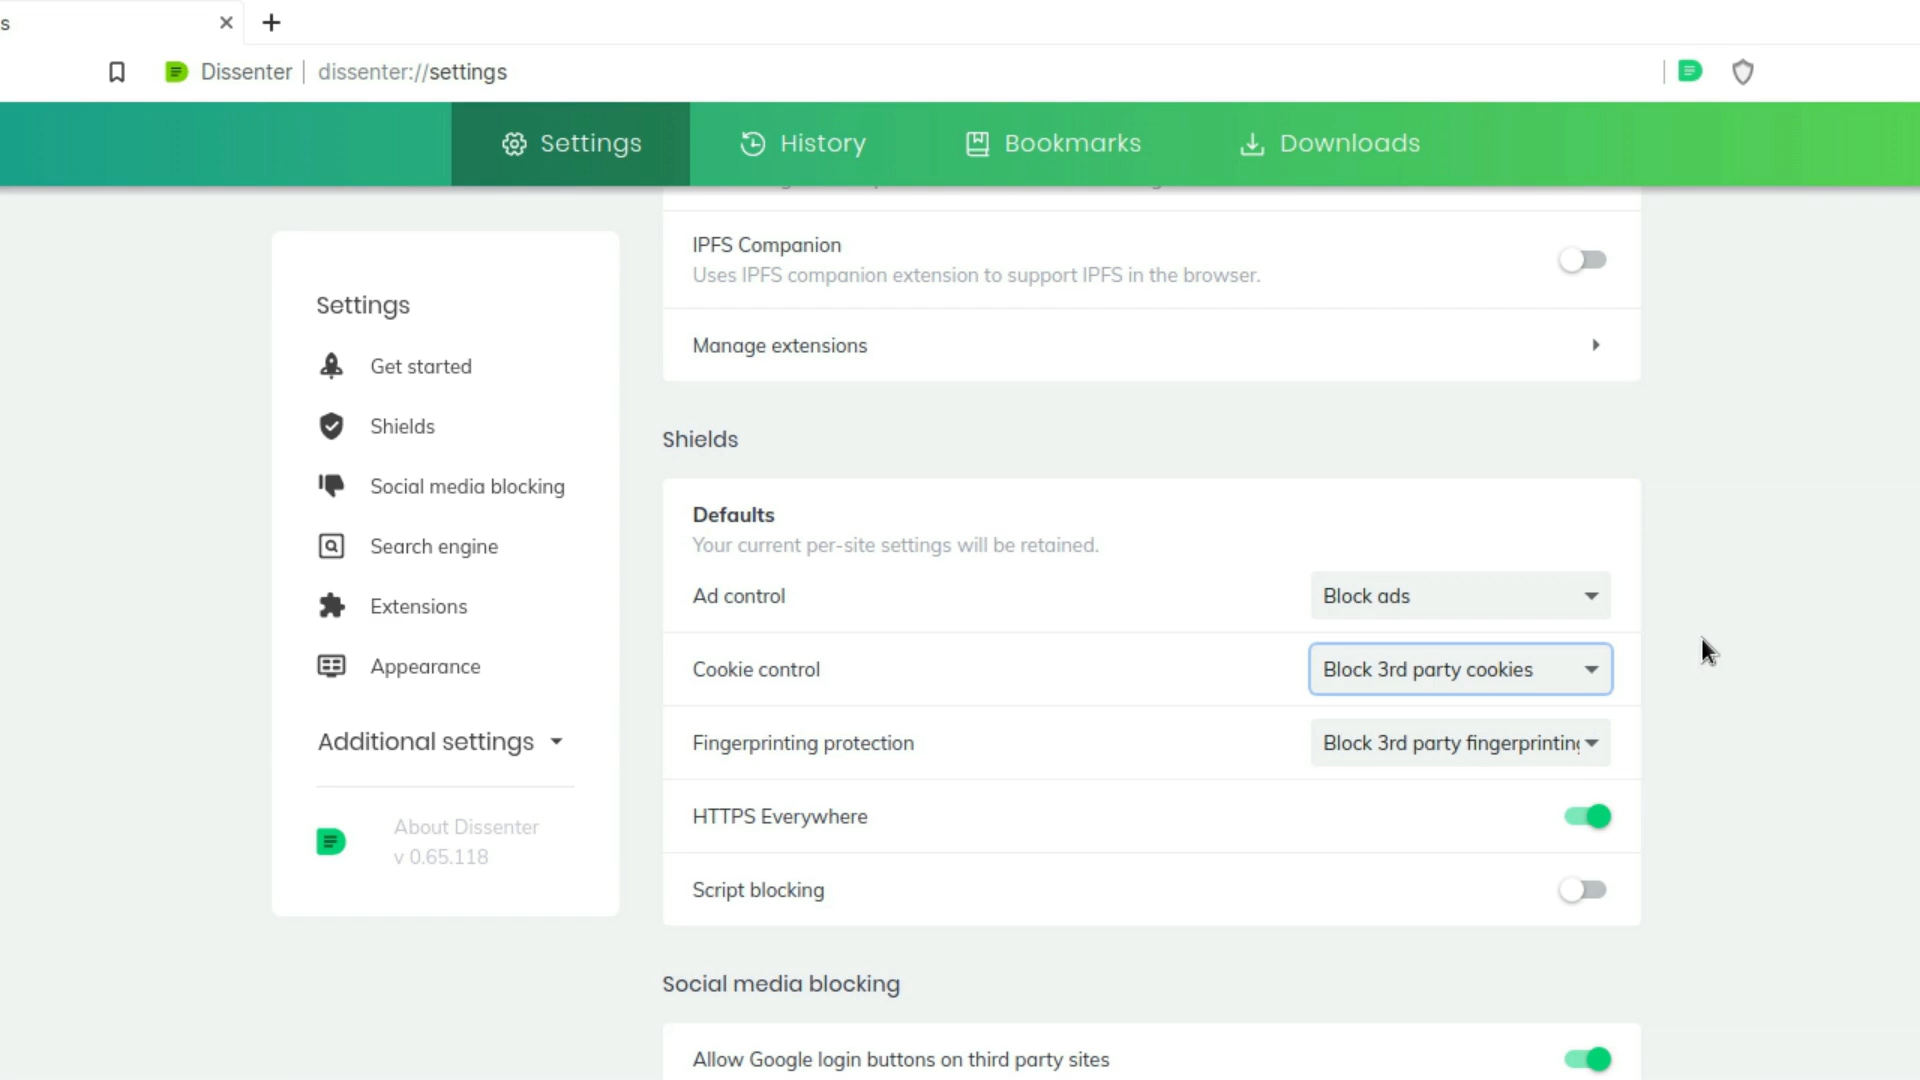 s
Dissenter
dissenter://settings
Settings
History
Bookmarks
Downloads
IPFS Companion
Uses IPFS companion extension to support IPFS in the browser.
Manage extensions
Settings
Get started
Shields
Social media blocking
Search engine
Extensions
Appearance
Additional settings
About Dissenter
v 0.65.118
Shields
Defaults
Your current per-site settings will be retained.
Ad control
Block ads
Cookie control
Block 3rd party cookies
Fingerprinting protection
Block 3rd party fingerprinting
HTTPS Everywhere
Script blocking
Social media blocking
Allow Google login buttons on third party sites